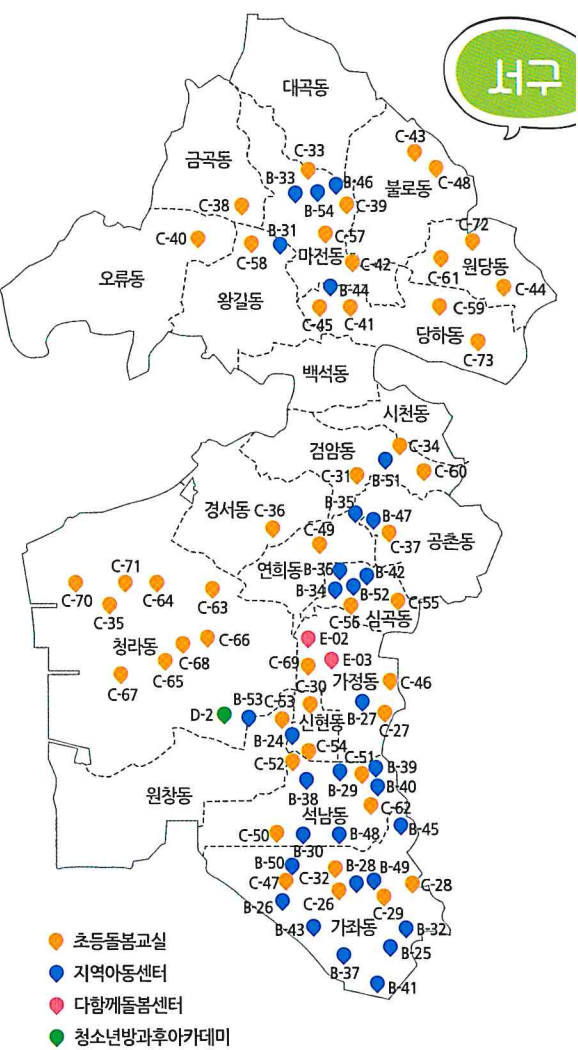 서구
대곡동
C-43
C-33
금곡동
B-33
B-46
불로동
C-48
C-38
B-54
C-39
B-31
C-57
C-72
C-40
C-58
마전동
C-42
C-61
원당동
오류동
왕길동
B-44
C-44
C-59
C-45
C-41
당하동
C-73
백석동
시천동
검암동
C-34
C-31
B-51
C-60
경서동
C-36
B-35
B-47
C-49
C-37
공촌동
C-71
연희동
B-36
B-42
C-70
C-64
C-63
B-34
B-52
C-55
C-35
C-56
심곡동
청라동
C-66
E-02
C-68
C-69
E-03
C-65
C-67
C-30
가정동
C-46
B-53
C-53
D-2
신현동
B-27
C-27
B-24
C-54
C-52
C-51
B-39
원창동
B-38
B-29
B-40
석남동
C-62
C-50
B-30
B-48
B-45
B-50
C-32
B-28
B-49
C-47
C-28
B-26
C-26
C-29
B-43
가좌동
B-32
B-25
B-37
B-41
초등돌봄교실
지역아동센터
다함께돌봄센터
청소년방과후아카데미